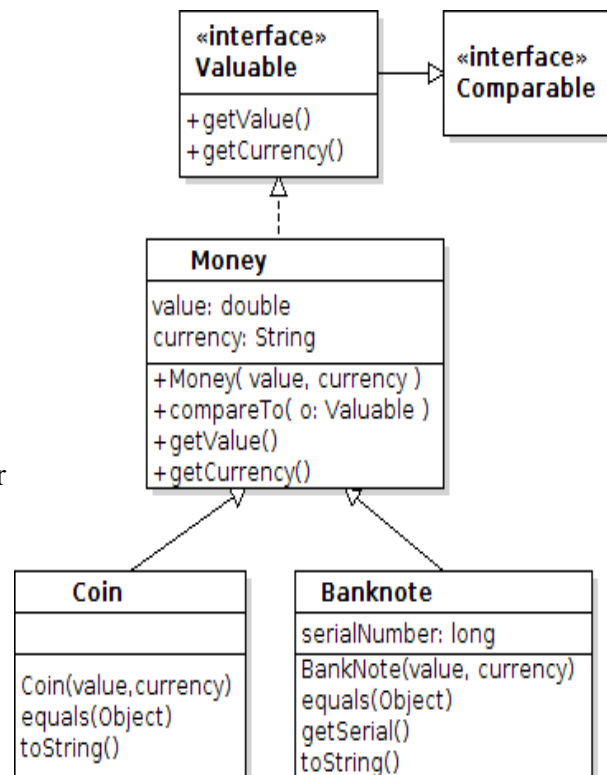 «interface»
Valuable
+getValue()
+getCurrency()
«interface»
Comparable
Money
value: double
currency: String
+Money( value, currency )
+compareTo( o: Valuable )
+getValue()
+getCurrency()
r
Coin
Coin(value,currency)
equals(Object)
toString()
Banknote
serialNumber: long
BankNote(value, currency)
equals(Object)
getSerial()
toString()